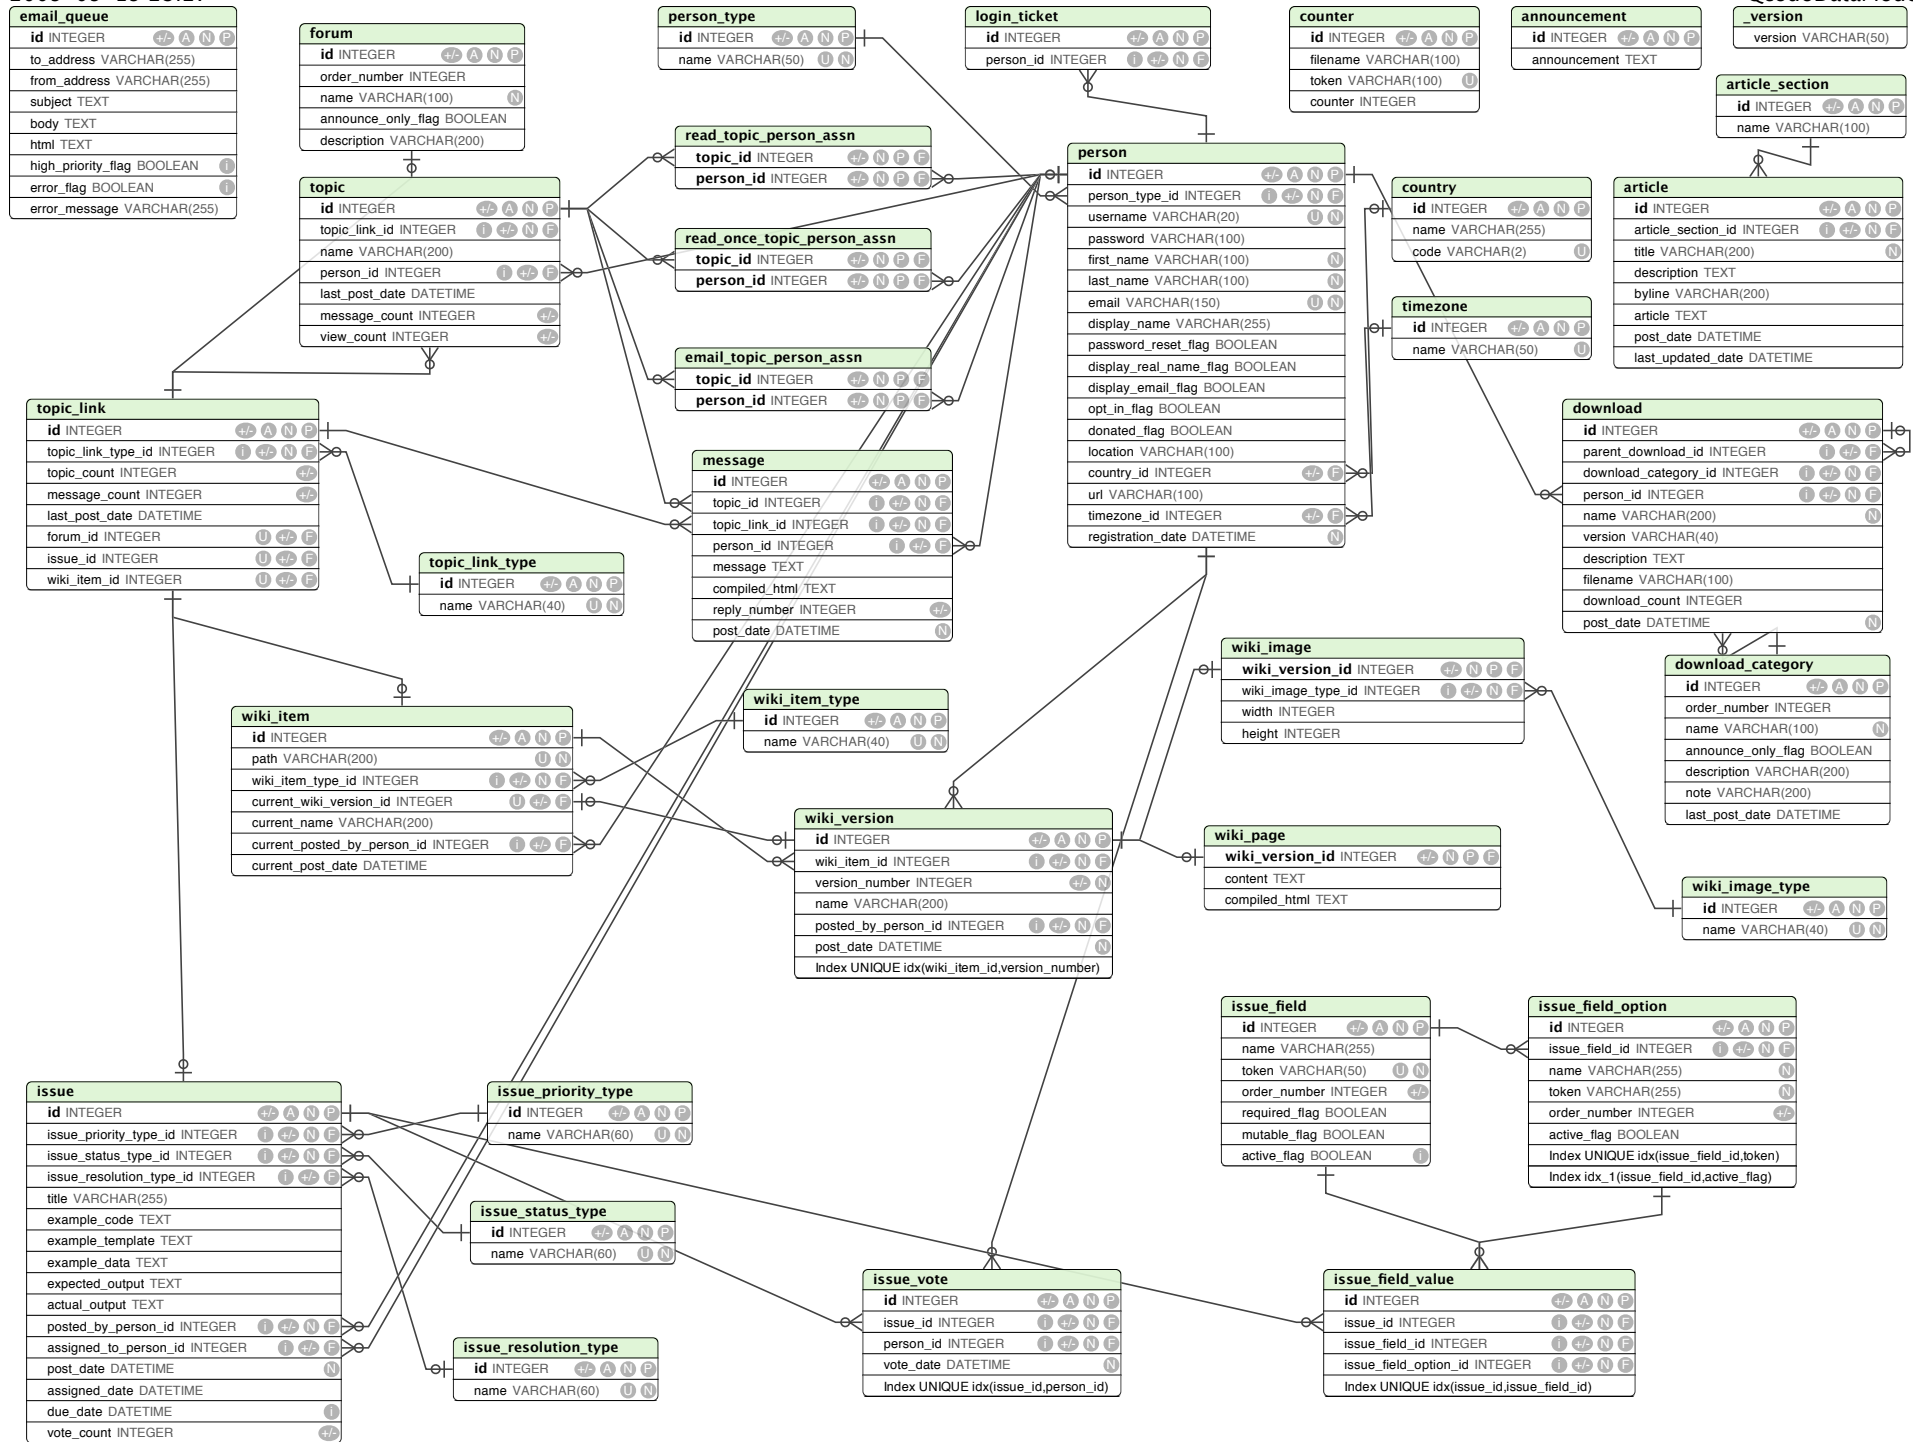 email_queue
id INTEGER +/- A N P
to_address VARCHAR(255)
from_address VARCHAR(255)
subject TEXT
body TEXT
html TEXT
high_priority_flag BOOLEAN i
error_flag BOOLEAN i
error_message VARCHAR(255)
forum
id INTEGER +/- A N P
order_number INTEGER
name VARCHAR(100) N
announce_only_flag BOOLEAN
description VARCHAR(200)
topic
id INTEGER +/- A N P
topic_link_id INTEGER i +/- N F
name VARCHAR(200)
person_id INTEGER i +/- F
last_post_date DATETIME
message_count INTEGER +/-
view_count INTEGER +/-
person_type
id INTEGER +/- A N P
name VARCHAR(50) U N
login_ticket
id INTEGER +/- A N P
person_id INTEGER i +/- N F
counter
id INTEGER +/- A N P
filename VARCHAR(100)
token VARCHAR(100) U
counter INTEGER
announcement
id INTEGER +/- A N P
announcement TEXT
_version
version VARCHAR(50)
article_section
id INTEGER +/- A N P
name VARCHAR(100)
read_topic_person_assn
topic_id INTEGER +/- N P F
person_id INTEGER +/- N P F
read_once_topic_person_assn
topic_id INTEGER +/- N P F
person_id INTEGER +/- N P F
email_topic_person_assn
topic_id INTEGER +/- N P F
person_id INTEGER +/- N P F
person
id INTEGER +/- A N P
person_type_id INTEGER i +/- N F
username VARCHAR(20) U N
password VARCHAR(100)
first_name VARCHAR(100) N
last_name VARCHAR(100) N
email VARCHAR(150) U N
display_name VARCHAR(255)
password_reset_flag BOOLEAN
display_real_name_flag BOOLEAN
display_email_flag BOOLEAN
opt_in_flag BOOLEAN
donated_flag BOOLEAN
location VARCHAR(100)
country_id INTEGER +/- F
url VARCHAR(100)
timezone_id INTEGER +/- F
registration_date DATETIME N
country
id INTEGER +/- A N P
name VARCHAR(255)
code VARCHAR(2) U
timezone
id INTEGER +/- A N P
name VARCHAR(50) U
article
id INTEGER +/- A N P
article_section_id INTEGER i +/- N F
title VARCHAR(200) N
description TEXT
byline VARCHAR(200)
article TEXT
post_date DATETIME
last_updated_date DATETIME
topic_link
id INTEGER +/- A N P
topic_link_type_id INTEGER i +/- N F
topic_count INTEGER +/-
message_count INTEGER +/-
last_post_date DATETIME
forum_id INTEGER U +/- F
issue_id INTEGER U +/- F
wiki_item_id INTEGER U +/- F
topic_link_type
id INTEGER +/- A N P
name VARCHAR(40) U N
message
id INTEGER +/- A N P
topic_id INTEGER i +/- N F
topic_link_id INTEGER i +/- N F
person_id INTEGER i +/- F
message TEXT
compiled_html TEXT
reply_number INTEGER +/-
post_date DATETIME N
download
id INTEGER +/- A N P
parent_download_id INTEGER i +/- F
download_category_id INTEGER i +/- N F
person_id INTEGER i +/- N F
name VARCHAR(200) N
version VARCHAR(40)
description TEXT
filename VARCHAR(100)
download_count INTEGER
post_date DATETIME N
download_category
id INTEGER +/- A N P
order_number INTEGER
name VARCHAR(100) N
announce_only_flag BOOLEAN
description VARCHAR(200)
note VARCHAR(200)
last_post_date DATETIME
wiki_image
wiki_version_id INTEGER +/- N P F
wiki_image_type_id INTEGER i +/- N F
width INTEGER
height INTEGER
wiki_item_type
id INTEGER +/- A N P
name VARCHAR(40) U N
wiki_item
id INTEGER +/- A N P
path VARCHAR(200) U N
wiki_item_type_id INTEGER i +/- N F
current_wiki_version_id INTEGER U +/- F
current_name VARCHAR(200)
current_posted_by_person_id INTEGER i +/- F
current_post_date DATETIME
wiki_version
id INTEGER +/- A N P
wiki_item_id INTEGER i +/- N F
version_number INTEGER +/- N
name VARCHAR(200)
posted_by_person_id INTEGER i +/- N F
post_date DATETIME N
Index UNIQUE idx(wiki_item_id,version_number)
wiki_page
wiki_version_id INTEGER +/- N P F
content TEXT
compiled_html TEXT
wiki_image_type
id INTEGER +/- A N P
name VARCHAR(40) U N
issue
id INTEGER +/- A N P
issue_priority_type_id INTEGER i +/- N F
issue_status_type_id INTEGER i +/- N F
issue_resolution_type_id INTEGER i +/- F
title VARCHAR(255)
example_code TEXT
example_template TEXT
example_data TEXT
expected_output TEXT
actual_output TEXT
posted_by_person_id INTEGER i +/- N F
assigned_to_person_id INTEGER i +/- F
post_date DATETIME N
assigned_date DATETIME
due_date DATETIME i
vote_count INTEGER +/-
issue_priority_type
id INTEGER +/- A N P
name VARCHAR(60) U N
issue_status_type
id INTEGER +/- A N P
name VARCHAR(60) U N
issue_resolution_type
id INTEGER +/- A N P
name VARCHAR(60) U N
issue_vote
id INTEGER +/- A N P
issue_id INTEGER i +/- N F
person_id INTEGER i +/- N F
vote_date DATETIME N
Index UNIQUE idx(issue_id,person_id)
issue_field
id INTEGER +/- A N P
name VARCHAR(255)
token VARCHAR(50) U N
order_number INTEGER +/-
required_flag BOOLEAN
mutable_flag BOOLEAN
active_flag BOOLEAN i
issue_field_option
id INTEGER +/- A N P
issue_field_id INTEGER i +/- N F
name VARCHAR(255) N
token VARCHAR(255) N
order_number INTEGER +/-
active_flag BOOLEAN
Index UNIQUE idx(issue_field_id,token)
Index idx_1(issue_field_id,active_flag)
issue_field_value
id INTEGER +/- A N P
issue_id INTEGER i +/- N F
issue_field_id INTEGER i +/- N F
issue_field_option_id INTEGER i +/- N F
Index UNIQUE idx(issue_id,issue_field_id)